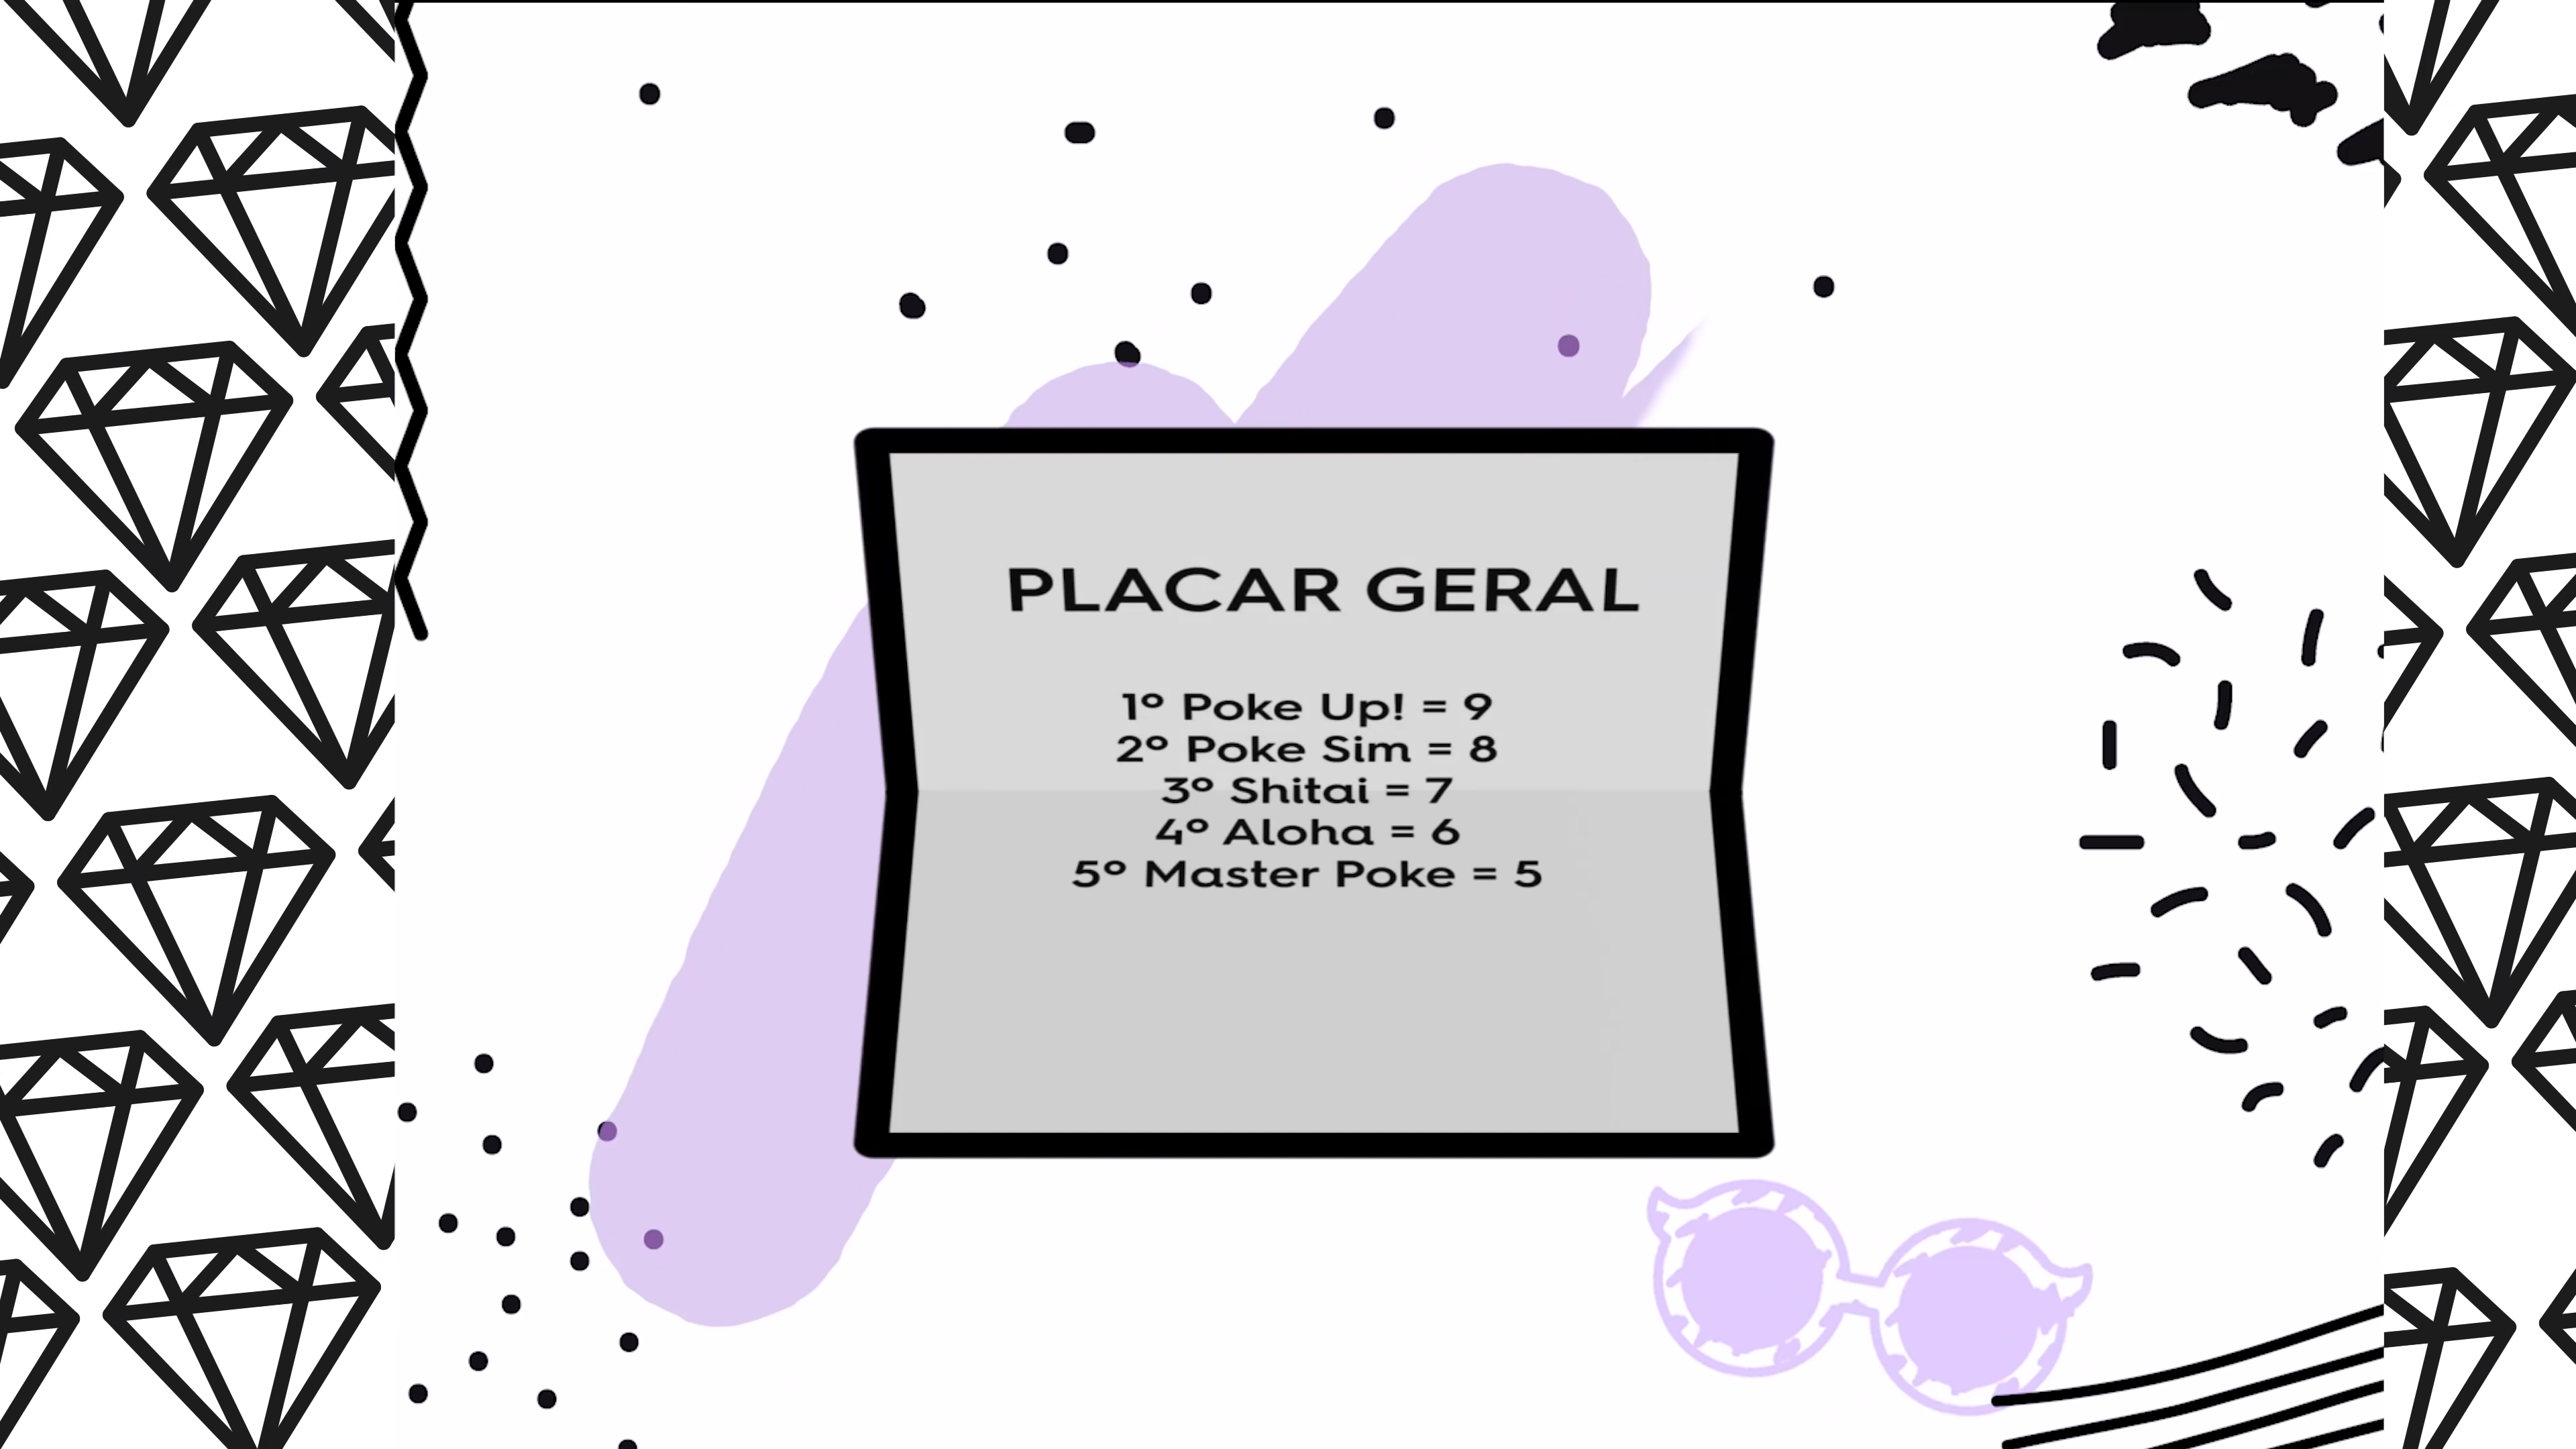 PLACAR GERAL
1º Poke Up! = 9
2º Poke Sim = 8
3º Shitai = 7
4º Aloha = 6
5º Master Poke = 5